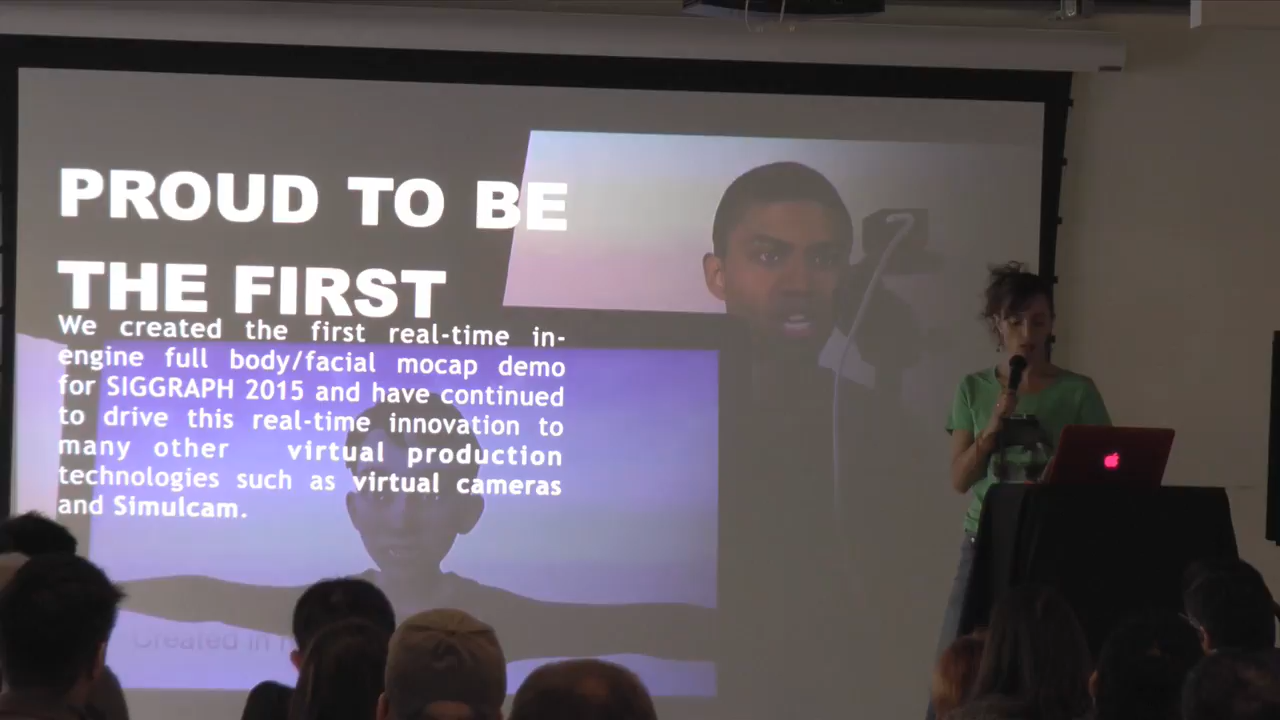 PROUD TO BE
THE FIRST
We created the first real-time in-
engine full body/facial mocap demo
for SIGGRAPH 2015 and have continued
to drive this real-time innovation to
many other virtual production
technologies such as virtual cameras
and Simulcam.
Created in